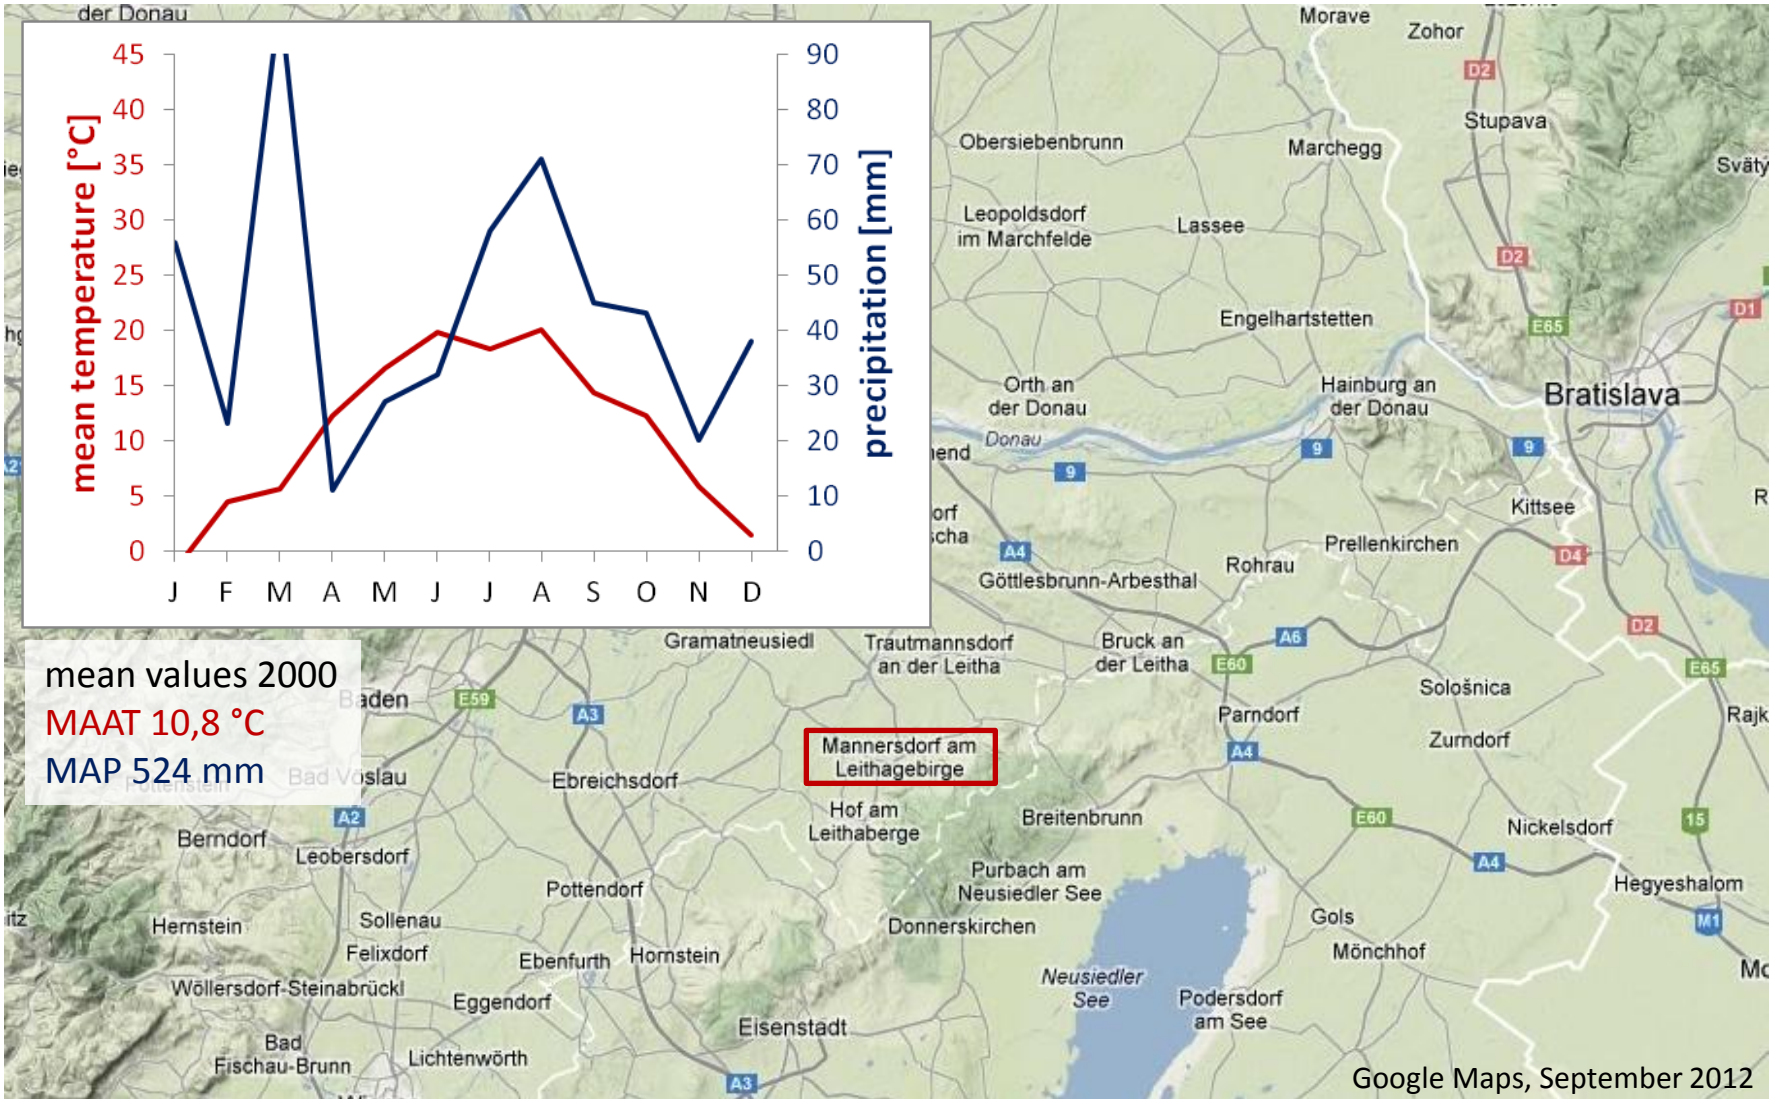 der Donau
45
40
35
30
25
20
15
10
5
0
mean temperature [°C]
90
80
70
60
50
40
30
20
10
0
precipitation [mm]
J F M A M J J A S O N D
mean values 2000
MAAT 10,8 °C
MAP 524 mm
Morave
Zohor
D2
Stupava
Obersiebenbrunn
Marchegg
Leopoldsdorf
im Marchfelde
Lassee
D2
D1
Engelhartstetten
E65
Orth an
der Donau
Hainburg an
der Donau
Bratislava
Donau
9
9
9
Kittsee
A4
Prellenkirchen
D4
Rohrau
Göttlesbrunn-Arbesthal
Gramatneusiedl
Trautmannsdorf
an der Leitha
Bruck an
der Leitha
A6
D2
E60
E65
Baden
E59
A3
Sološnica
Parndorf
Mannersdorf am
Leithagebirge
A4
Zurndorf
Pottenstein
Bad Vöslau
Ebreichsdorf
Hof am
Leithaberge
Breitenbrunn
A2
E60
15
Nickelsdorf
Berndorf
Leobersdorf
A4
Purbach am
Neusiedler See
Pottendorf
Hegyeshalom
Hernstein
Sollenau
Donnerskirchen
Gols
M1
Felixdorf
Ebenfurth
Hornstein
Mönchhof
Wöllersdorf-Steinabrückl
Eggendorf
Neusiedler
See
Podersdorf
am See
Eisenstadt
Bad
Fischau-Brunn
Lichtenwörth
A3
Google Maps, September 2012